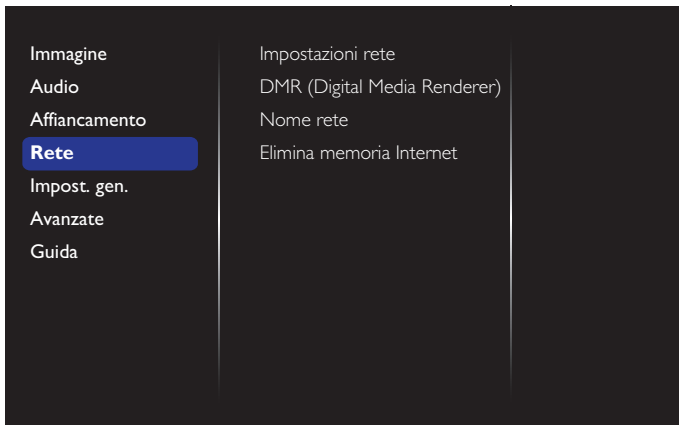 Immagine
Audio
Affiancamento
Rete
Impost. gen.
Avanzate
Guida
Impostazioni rete
DMR (Digital Media Renderer)
Nome rete
Elimina memoria Internet